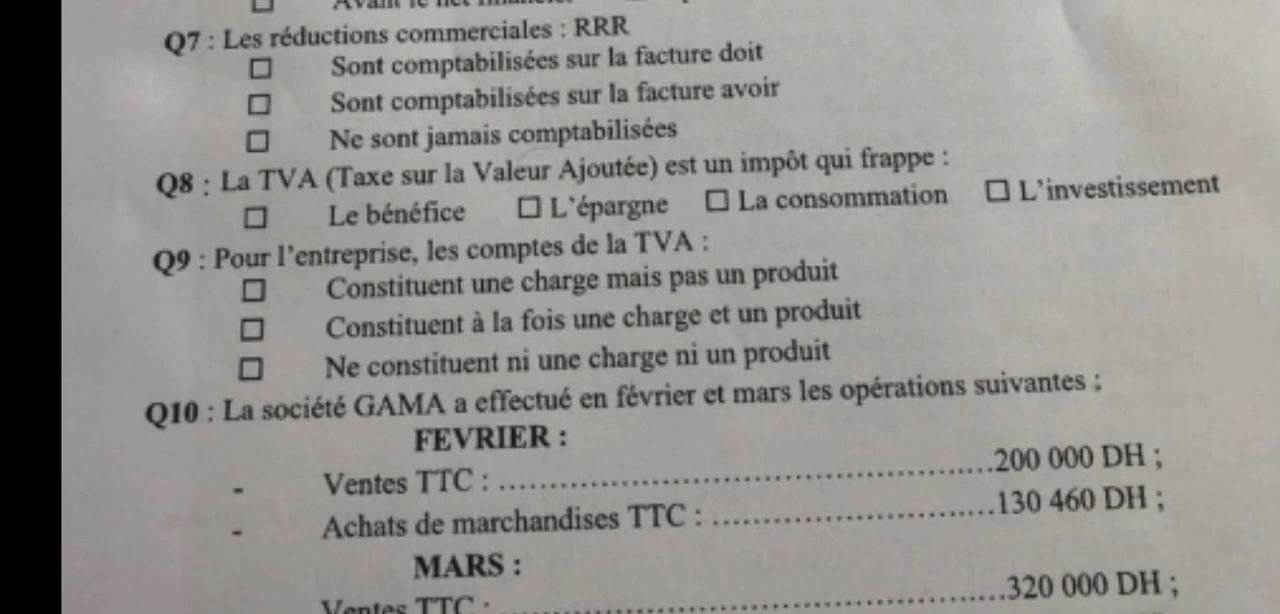 Q7 : Les réductions commerciales : RRR
☐ Sont comptabilisées sur la facture doit
☐ Sont comptabilisées sur la facture avoir
☐ Ne sont jamais comptabilisées
Q8 : La TVA (Taxe sur la Valeur Ajoutée) est un impôt qui frappe :
☐ Le bénéfice ☐ L'épargne ☐ La consommation ☐ L'investissement
Q9 : Pour l'entreprise, les comptes de la TVA :
☐ Constituent une charge mais pas un produit
☐ Constituent à la fois une charge et un produit
☐ Ne constituent ni une charge ni un produit
Q10 : La société GAMA a effectué en février et mars les opérations suivantes :
FEVRIER :
- Ventes TTC : ..................................................200 000 DH ;
- Achats de marchandises TTC : ............................130 460 DH ;
MARS :
Ventes TTC : ..................................................320 000 DH ;